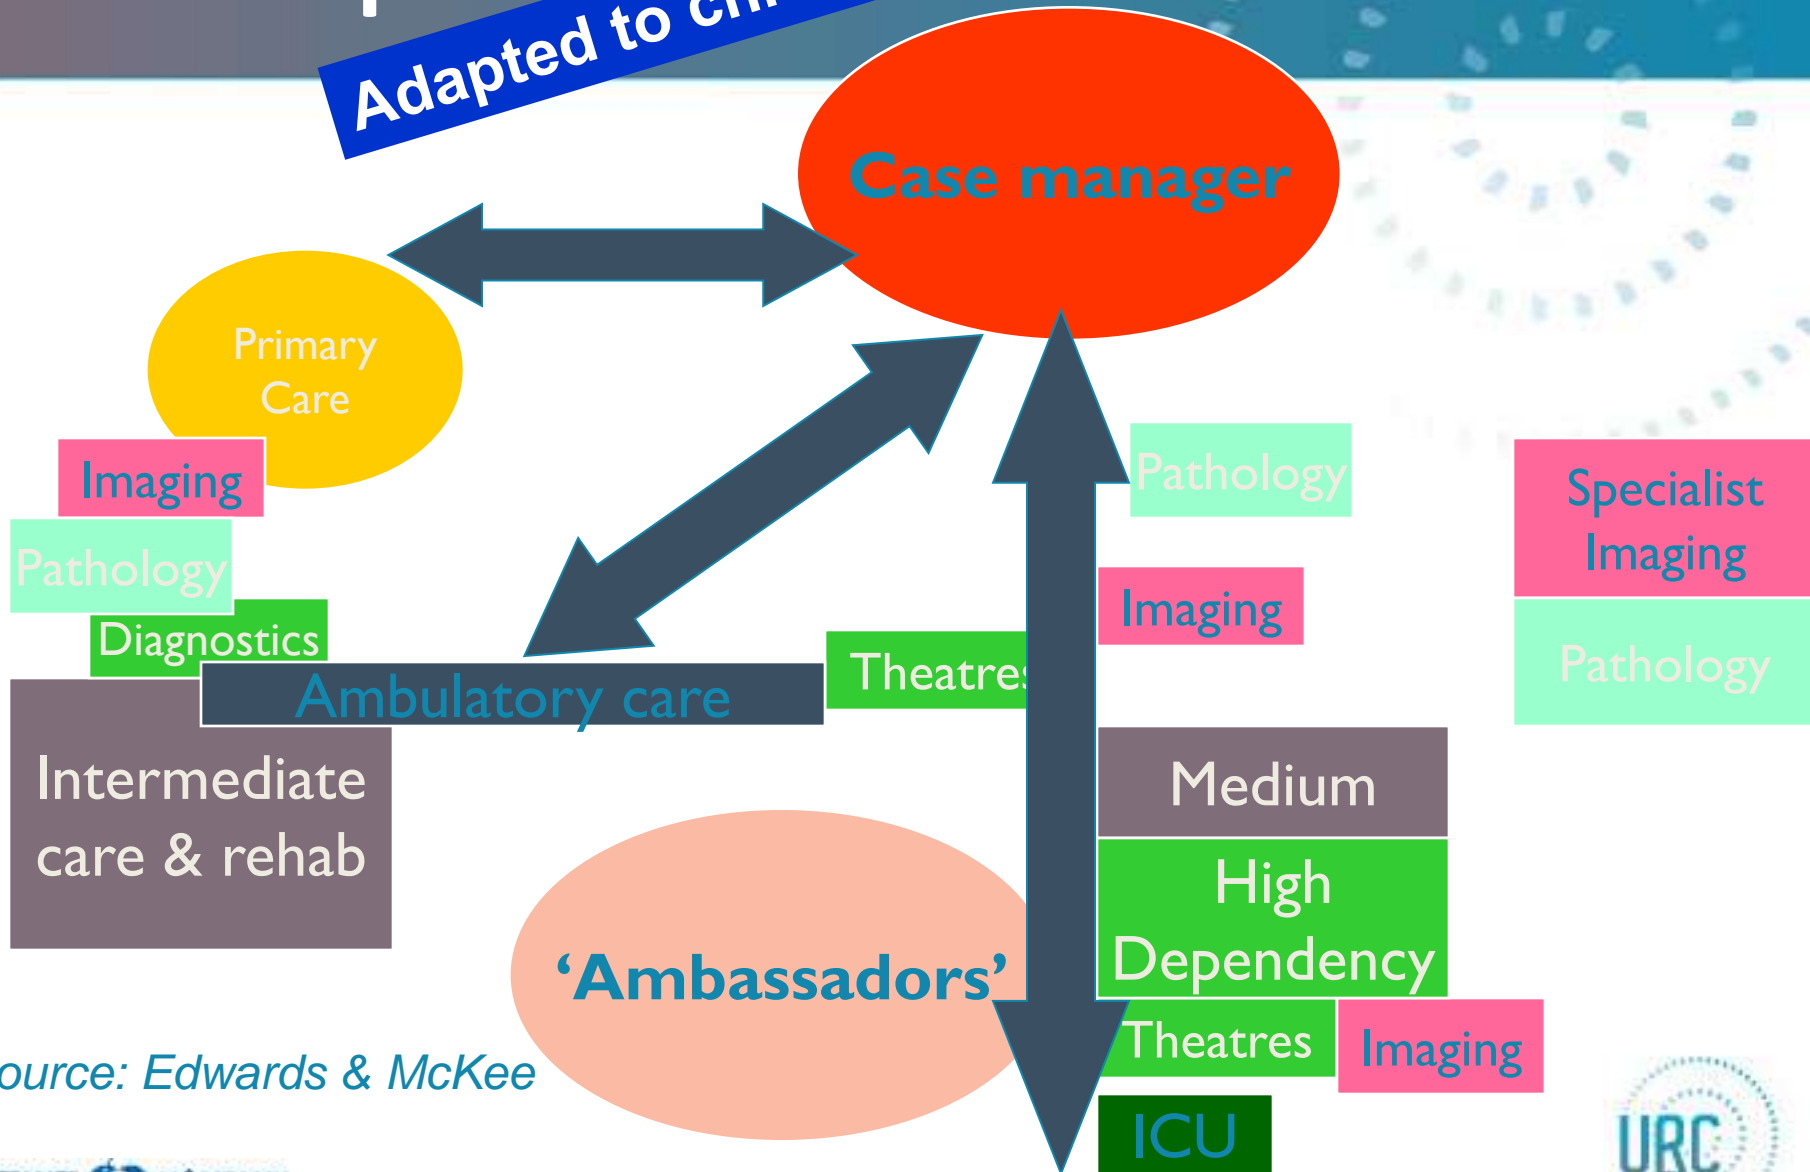 Adapted to
Case manager
Primary
Care
Imaging
Pathology
Diagnostics
Ambulatory care
Theatres
Intermediate
care & rehab
Pathology
Imaging
Specialist
Imaging
Pathology
Medium
High
Dependency
Theatres
Imaging
ICU
‘Ambassadors’
ource: Edwards & McKee
URC